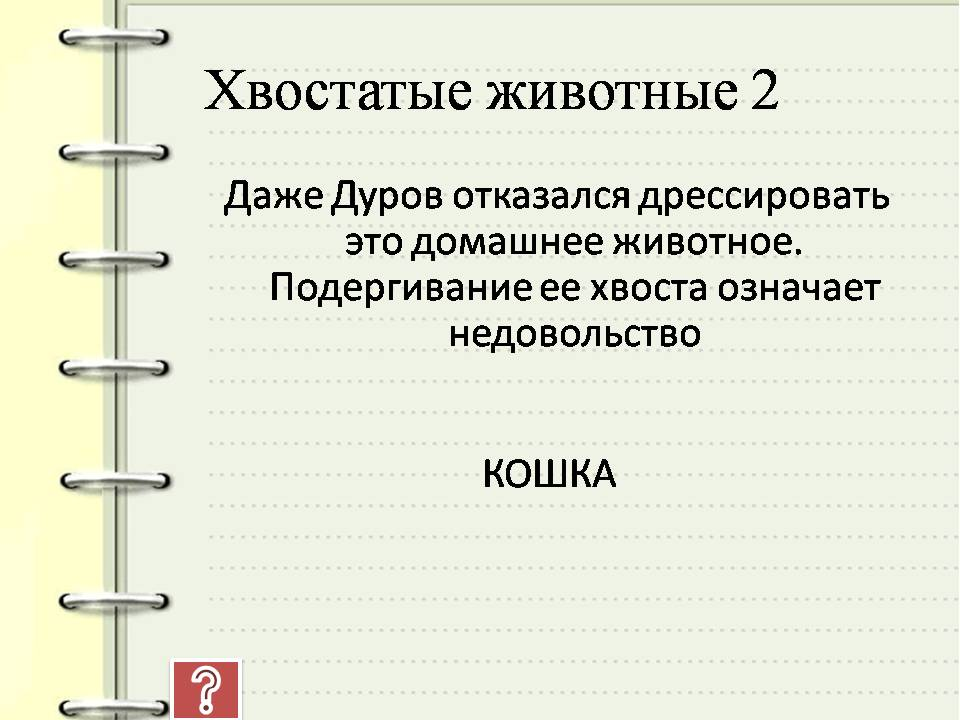 Хвостатые животные 2
Даже Дуров отказался дрессировать
это домашнее животное.
Подергивание ее хвоста означает
недовольство
КОШКА
?